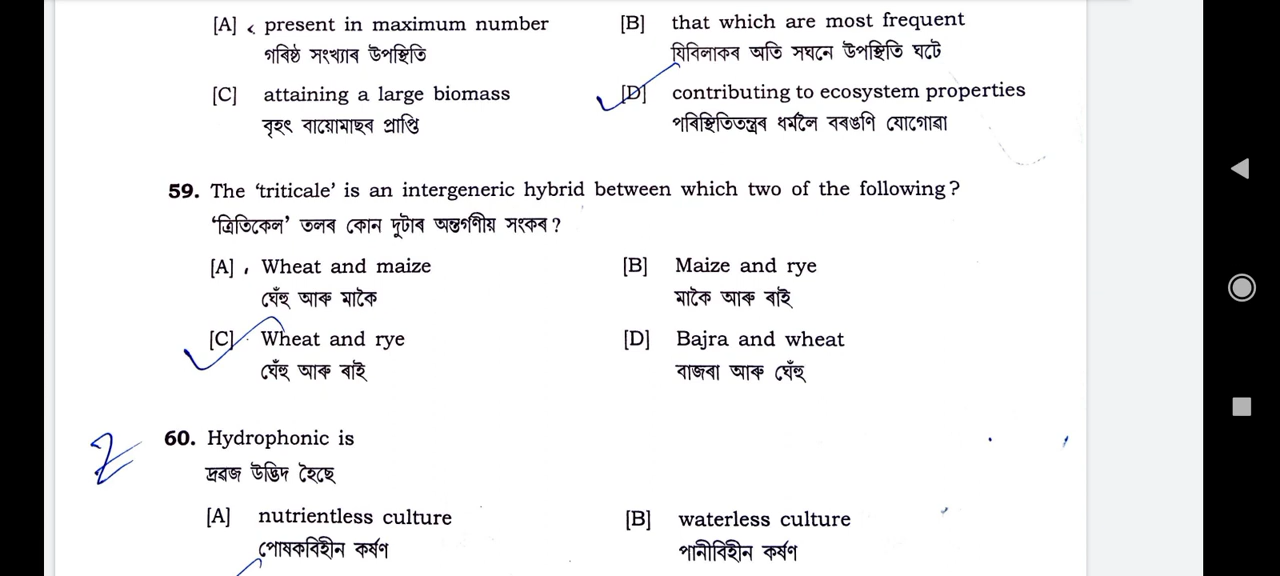 [A] present in maximum number [B] that which are most frequent
গৰিষ্ঠ সংখ্যাৰ উপস্থিতি যিবিলাকৰ অতি সঘনে উপস্থিতি ঘটে
[C] attaining a large biomass [D] contributing to ecosystem properties
বৃহৎ বায়োমাছৰ প্ৰাপ্তি পৰিস্থিতিতন্ত্ৰৰ ধৰ্মলৈ বৰঙণি যোগোৱা
59. The ‘triticale’ is an intergeneric hybrid between which two of the following?
‘ত্ৰিতিকেল’ তলৰ কোন দুটাৰ অন্তৰ্গণীয় সংকৰ?
[A] Wheat and maize [B] Maize and rye
ঘেঁহু আৰু মাকৈ মাকৈ আৰু ৰাই
[C] Wheat and rye [D] Bajra and wheat
ঘেঁহু আৰু ৰাই বাজৰা আৰু ঘেঁহু
60. Hydrophonic is
দ্ৰৱজ উদ্ভিদ হৈছে
[A] nutrientless culture [B] waterless culture
পোষকবিহীন কৰ্ষণ পানীবিহীন কৰ্ষণ